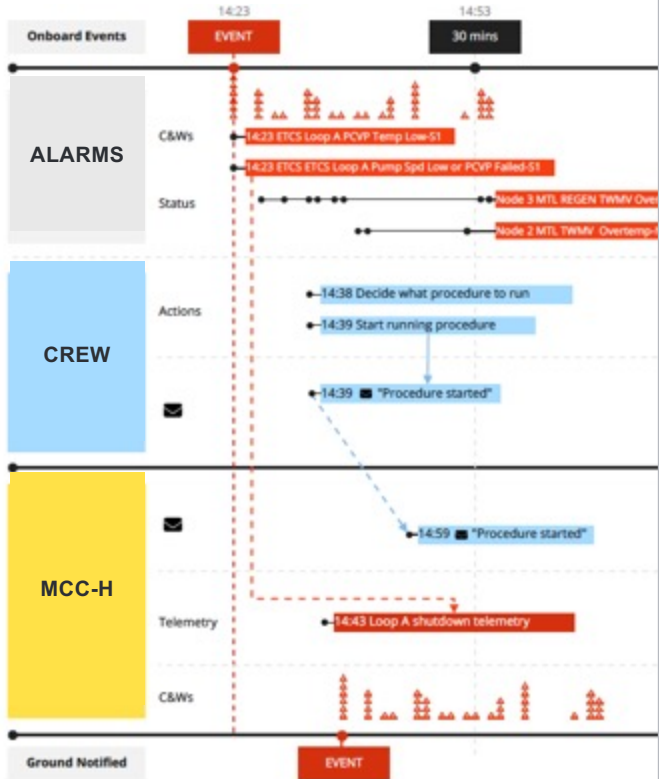 14:23 14:53
Onboard Events EVENT 30 mins
ALARMS
C&Ws
14:23 ETCS Loop A PCVP Temp Low-S1
14:23 ETCS ETCS Loop A Pump Spd Low or PCVP Failed-S1
Status
Node 3 MTL REGEN TWMV Over
Node 2 MTL TWMV Overtemp-
CREW
Actions
14:38 Decide what procedure to run
14:39 Start running procedure
14:39 "Procedure started"
MCC-H
14:59 "Procedure started"
Telemetry
14:43 Loop A shutdown telemetry
C&Ws
Ground Notified EVENT